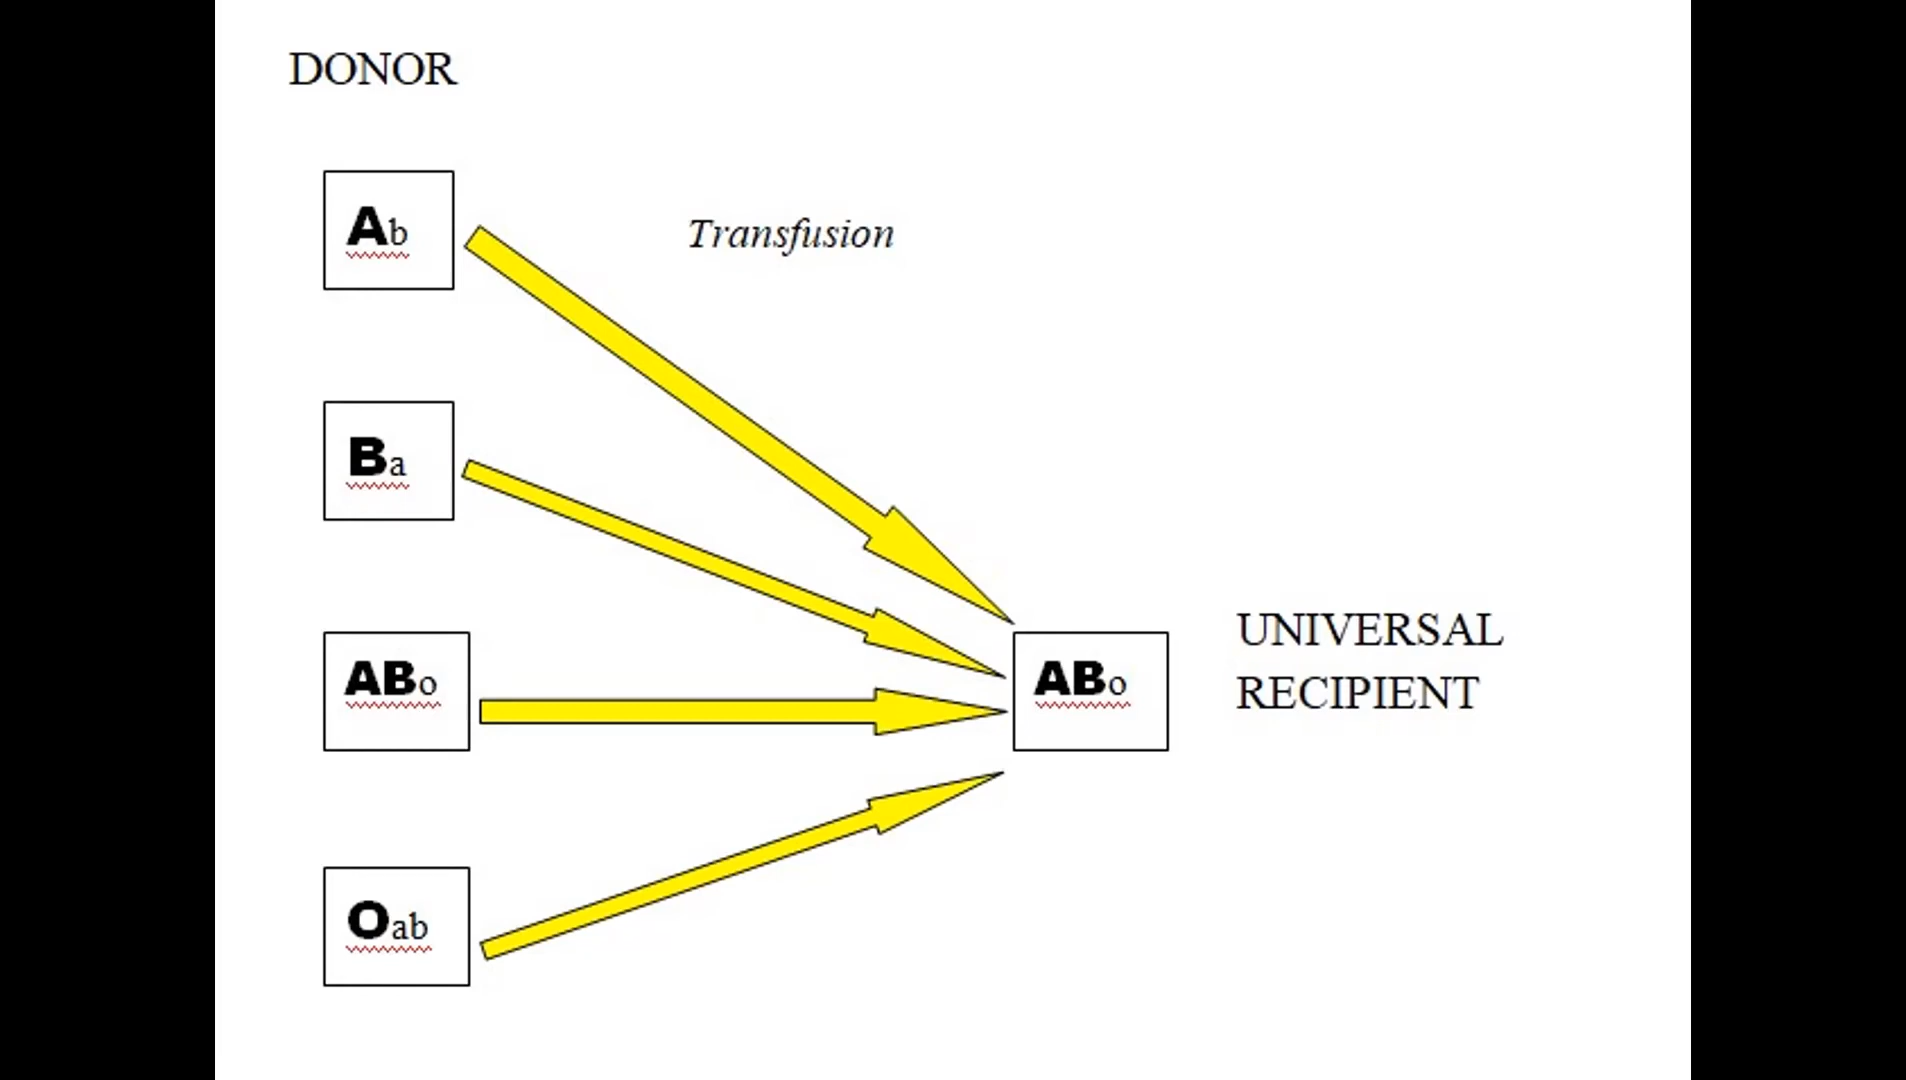 DONOR
Ab
Transfusion
Ba
ABo
ABo
UNIVERSAL
RECIPIENT
Oab